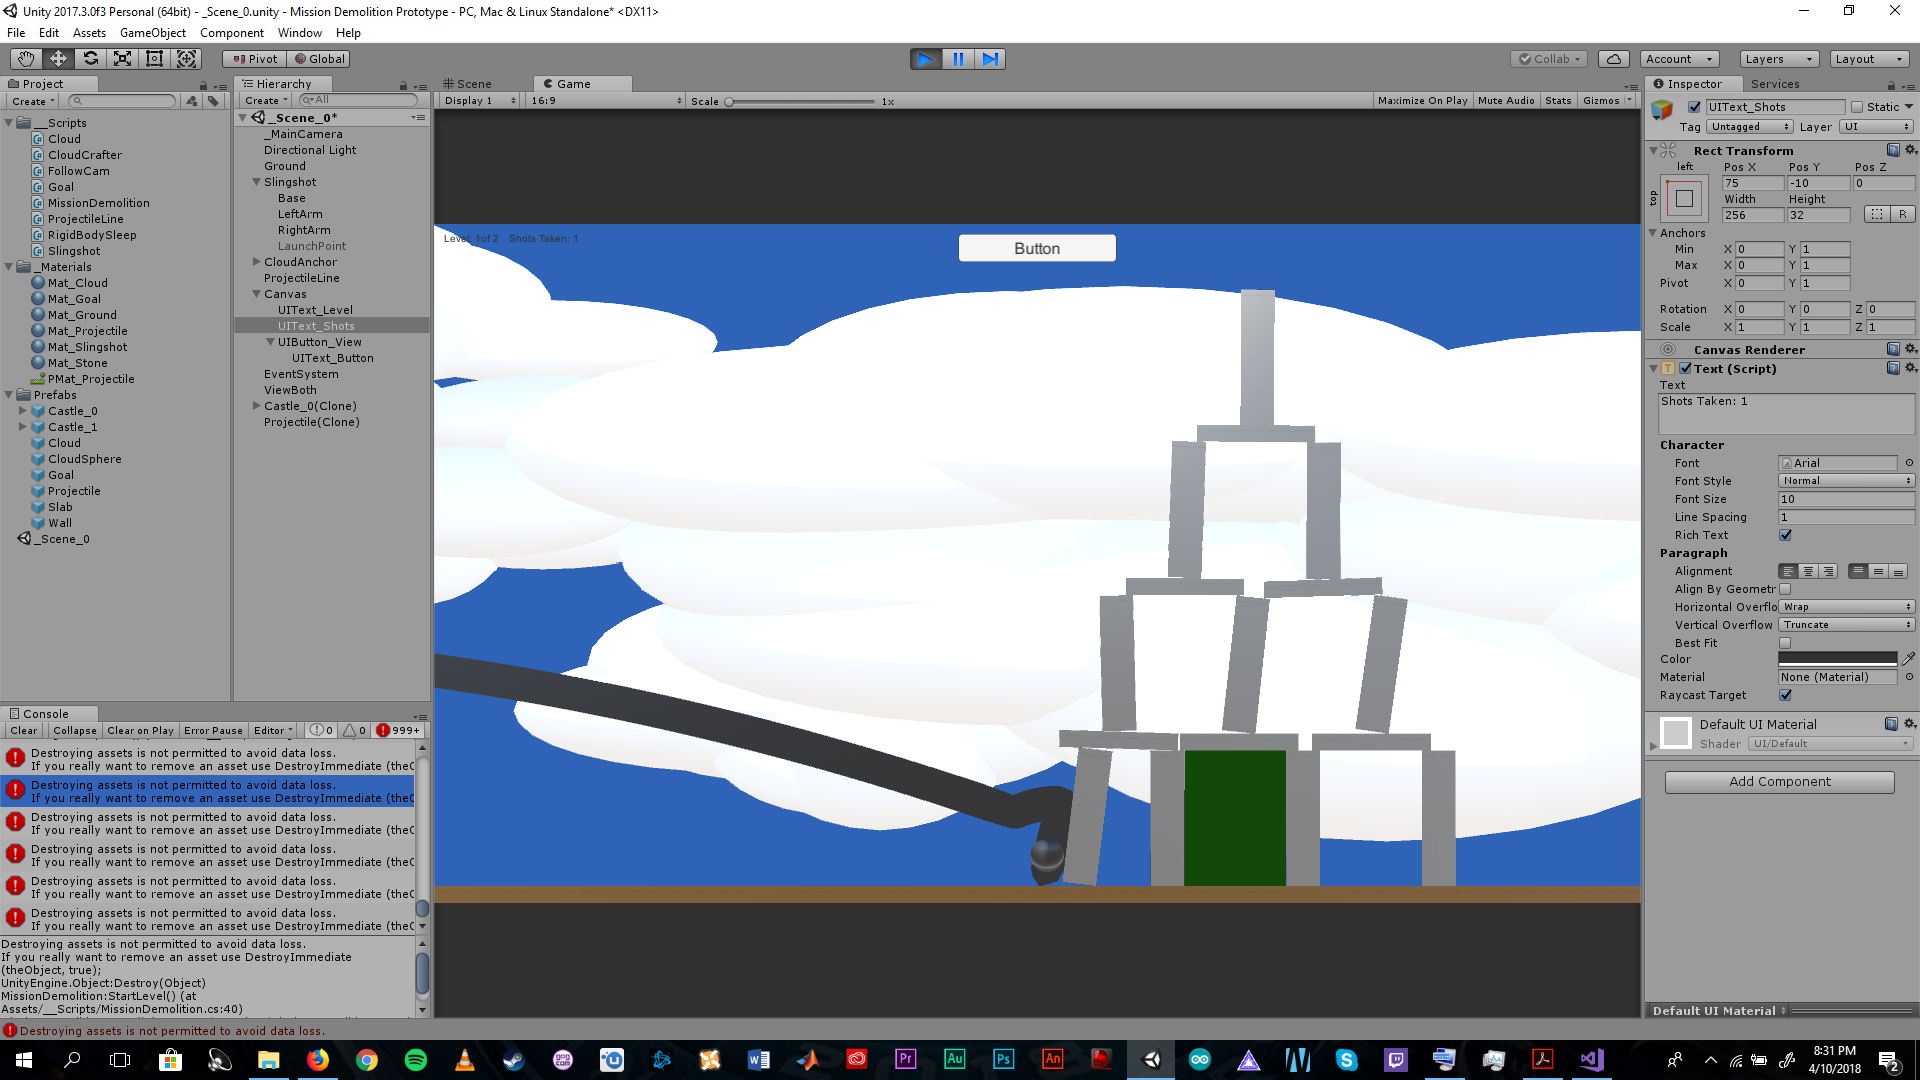 Unity 2017.3.0f3 Personal (64bit) - _Scene_0.unity - Mission Demolition Prototype - PC, Mac & Linux Standalone* <DX11>
File Edit Assets GameObject Component Window Help
Pivot Global
Collab Account Layers Layout
Project
Create
__Scripts
Cloud
CloudCrafter
FollowCam
Goal
MissionDemolition
ProjectileLine
RigidBodySleep
Slingshot
_Materials
Mat_Cloud
Mat_Goal
Mat_Ground
Mat_Projectile
Mat_Slingshot
Mat_Stone
PMat_Projectile
Prefabs
Castle_0
Castle_1
Cloud
CloudSphere
Goal
Projectile
Slab
Wall
_Scene_0
Hierarchy
Create All
_Scene_0*
_MainCamera
Directional Light
Ground
Slingshot
Base
LeftArm
RightArm
LaunchPoint
CloudAnchor
ProjectileLine
Canvas
UIText_Level
UIText_Shots
UIButton_View
UIText_Button
EventSystem
ViewBoth
Castle_0(Clone)
Projectile(Clone)
Scene Game
Display 1 16:9 Scale 1x Maximize On Play Mute Audio Stats Gizmos
Level: 1of 2 Shots Taken: 1
Button
Inspector Services
UIText_Shots Static
Tag Untagged Layer UI
Rect Transform
left Pos X Pos Y Pos Z
top 75 -10 0
Width Height
256 32 R
Anchors
Min X 0 Y 1
Max X 0 Y 1
Pivot X 0 Y 1
Rotation X 0 Y 0 Z 0
Scale X 1 Y 1 Z 1
Canvas Renderer
Text (Script)
Text
Shots Taken: 1
Character
Font Arial
Font Style Normal
Font Size 10
Line Spacing 1
Rich Text
Paragraph
Alignment
Align By Geometr
Horizontal Overflo Wrap
Vertical Overflow Truncate
Best Fit
Color
Material None (Material)
Raycast Target
Default UI Material
Shader UI/Default
Add Component
Default UI Material
Console
Clear Collapse Clear on Play Error Pause Editor 0 0 999+
Destroying assets is not permitted to avoid data loss.
If you really want to remove an asset use DestroyImmediate (theO
Destroying assets is not permitted to avoid data loss.
If you really want to remove an asset use DestroyImmediate (theO
Destroying assets is not permitted to avoid data loss.
If you really want to remove an asset use DestroyImmediate (theO
Destroying assets is not permitted to avoid data loss.
If you really want to remove an asset use DestroyImmediate (theO
Destroying assets is not permitted to avoid data loss.
If you really want to remove an asset use DestroyImmediate (theO
Destroying assets is not permitted to avoid data loss.
If you really want to remove an asset use DestroyImmediate (theO
Destroying assets is not permitted to avoid data loss.
If you really want to remove an asset use DestroyImmediate
(theObject, true);
UnityEngine.Object:Destroy(Object)
MissionDemolition:StartLevel() (at
Assets/__Scripts/MissionDemolition.cs:40)
Destroying assets is not permitted to avoid data loss.
8:31 PM
4/10/2018
2